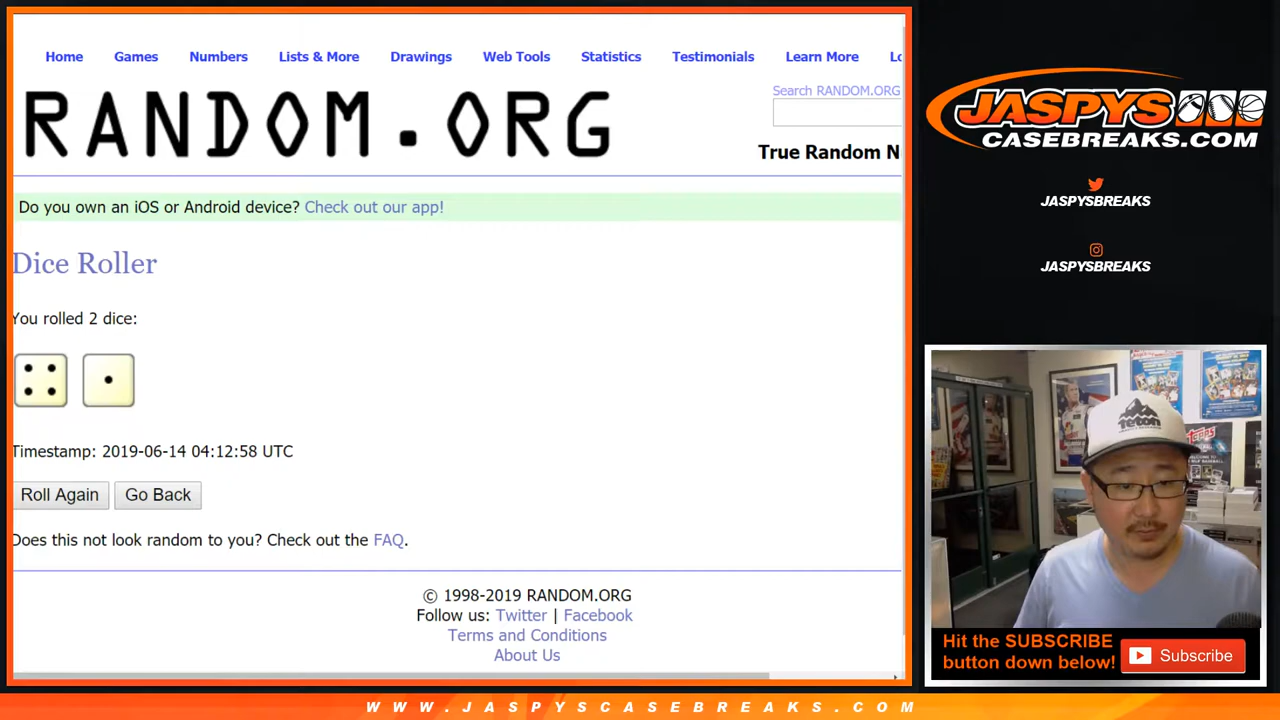 Home Games Numbers Lists & More Drawings Web Tools Statistics Testimonials Learn More Lo
RANDOM.ORG
Search RANDOM.ORG
True Random N
Do you own an iOS or Android device? Check out our app!
Dice Roller
You rolled 2 dice:
Timestamp: 2019-06-14 04:12:58 UTC
Roll Again Go Back
Does this not look random to you? Check out the FAQ.
© 1998-2019 RANDOM.ORG
Follow us: Twitter | Facebook
Terms and Conditions
About Us
JASPYS
CASEBREAKS.COM
JASPYSBREAKS
JASPYSBREAKS
teton
Topps
Hit the SUBSCRIBE
button down below!
Subscribe
WWW.JASPYSCASEBREAKS.COM